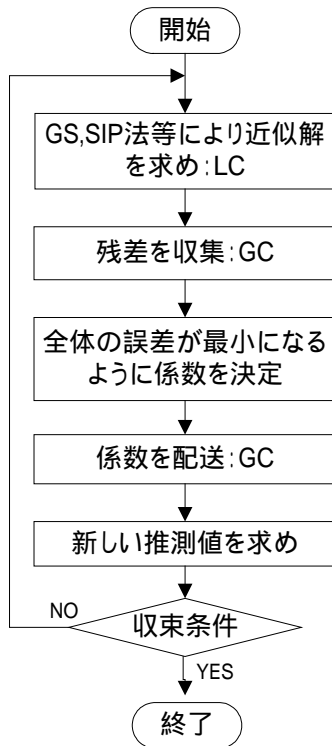 開始
GS,SIP法等により近似解
を求め:LC
残差を収集:GC
全体の誤差が最小になる
ように係数を決定
係数を配送:GC
新しい推測値を求め
NO
収束条件
YES
終了